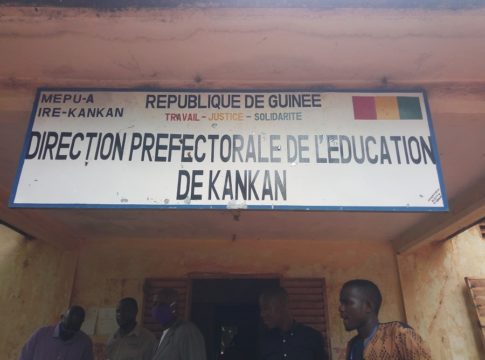 MEPU-A
IRE-KANKAN
REPUBLIQUE DE GUINEE
TRAVAIL - JUSTICE - SOLIDARITE
DIRECTION PREFECTORALE DE L'EDUCATION
DE KANKAN